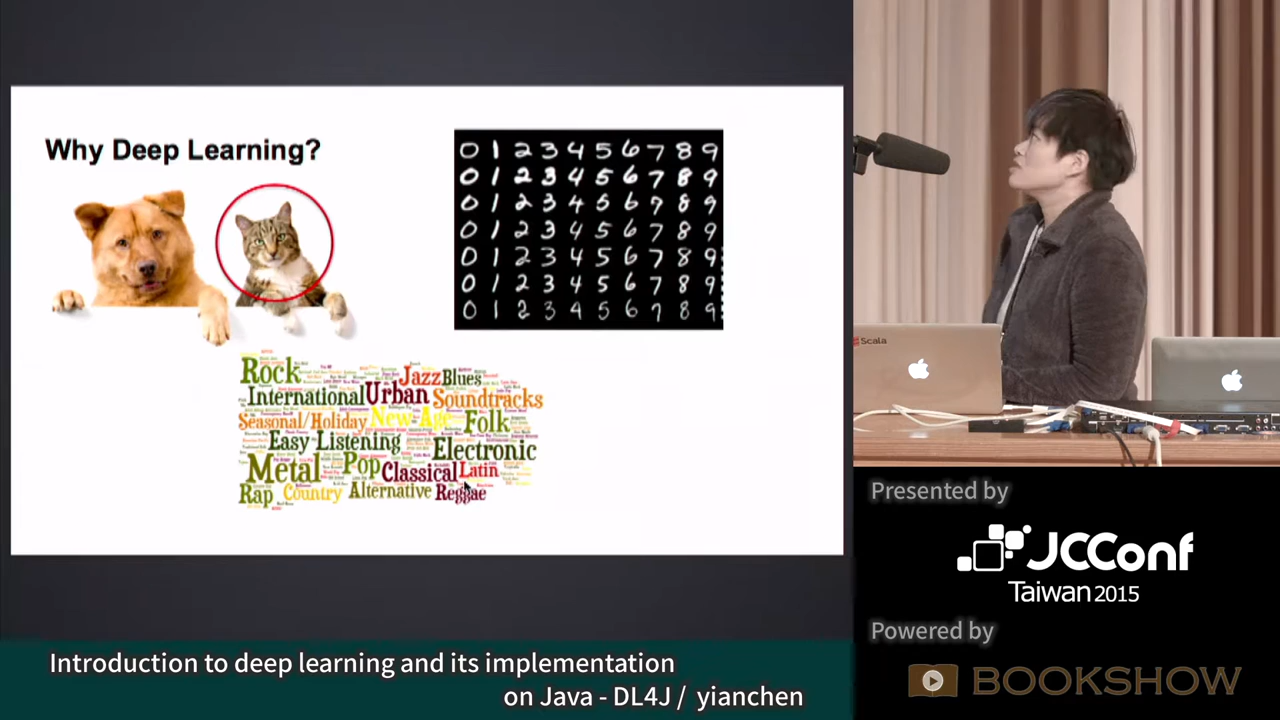 Why Deep Learning?
0 1 2 3 4 5 6 7 8 9
0 1 2 3 4 5 6 7 8 9
0 1 2 3 4 5 6 7 8 9
0 1 2 3 4 5 6 7 8 9
0 1 2 3 4 5 6 7 8 9
0 1 2 3 4 5 6 7 8 9
0 1 2 3 4 5 6 7 8 9
Rock Jazz Blues
International Urban Soundtracks
Seasonal/Holiday New Age Folk
Easy Listening Electronic
Metal Pop Classical Latin
Rap Country Alternative Reggae
Scala
Presented by
JCConf
Taiwan 2015
Powered by
BOOKSHOW
Introduction to deep learning and its implementation
on Java - DL4J / yianchen